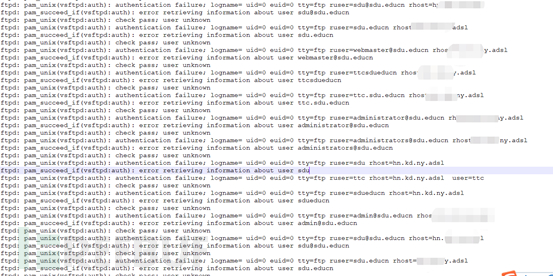 ftpd: pam_unix(vsftpd:auth): authentication failure; logname= uid=0 euid=0 tty=ftp ruser=sdu@sdu.educn rhost=h
ftpd: pam_succeed_if(vsftpd:auth): error retrieving information about user sdu@sdu.educn
ftpd: pam_unix(vsftpd:auth): check pass; user unknown
ftpd: pam_unix(vsftpd:auth): authentication failure; logname= uid=0 euid=0 tty=ftp ruser=sdu.educn rhost .adsl
ftpd: pam_succeed_if(vsftpd:auth): error retrieving information about user sdu.educn
ftpd: pam_unix(vsftpd:auth): check pass; user unknown
ftpd: pam_unix(vsftpd:auth): authentication failure; logname= uid=0 euid=0 tty=ftp ruser=webmaster@sdu.educn rhos y.adsl
ftpd: pam_succeed_if(vsftpd:auth): error retrieving information about user webmaster@sdu.educn
ftpd: pam_unix(vsftpd:auth): check pass; user unknown
ftpd: pam_unix(vsftpd:auth): authentication failure; logname= uid=0 euid=0 tty=ftp ruser=ttcsdueducn rhos y.adsl
ftpd: pam_succeed_if(vsftpd:auth): error retrieving information about user ttcsdueducn
ftpd: pam_unix(vsftpd:auth): check pass; user unknown
ftpd: pam_unix(vsftpd:auth): authentication failure; logname= uid=0 euid=0 tty=ftp ruser=ttc.sdu.educn rhos y.adsl
ftpd: pam_succeed_if(vsftpd:auth): error retrieving information about user ttc.sdu.educn
ftpd: pam_unix(vsftpd:auth): check pass; user unknown
ftpd: pam_unix(vsftpd:auth): authentication failure; logname= uid=0 euid=0 tty=ftp ruser=administrator@sdu.educn rh ny.adsl
ftpd: pam_succeed_if(vsftpd:auth): error retrieving information about user administrator@sdu.educn
ftpd: pam_unix(vsftpd:auth): check pass; user unknown
ftpd: pam_unix(vsftpd:auth): authentication failure; logname= uid=0 euid=0 tty=ftp ruser=administrators@sdu.educn ny.adsl
ftpd: pam_succeed_if(vsftpd:auth): error retrieving information about user administrators@sdu.educn
ftpd: pam_unix(vsftpd:auth): check pass; user unknown
ftpd: pam_unix(vsftpd:auth): authentication failure; logname= uid=0 euid=0 tty=ftp ruser=sdu rhost=hn.kd.ny.adsl
ftpd: pam_succeed_if(vsftpd:auth): error retrieving information about user sdu
ftpd: pam_unix(vsftpd:auth): authentication failure; logname= uid=0 euid=0 tty=ftp ruser=ttc rhost=hn.kd.ny.adsl user=ttc
ftpd: pam_unix(vsftpd:auth): check pass; user unknown
ftpd: pam_unix(vsftpd:auth): authentication failure; logname= uid=0 euid=0 tty=ftp ruser=sdueducn rhost=hn.kd.ny.adsl
ftpd: pam_succeed_if(vsftpd:auth): error retrieving information about user sdueducn
ftpd: pam_unix(vsftpd:auth): check pass; user unknown
ftpd: pam_unix(vsftpd:auth): authentication failure; logname= uid=0 euid=0 tty=ftp ruser=admin@sdu.educn rhos
ftpd: pam_succeed_if(vsftpd:auth): error retrieving information about user admin@sdu.educn
ftpd: pam_unix(vsftpd:auth): check pass; user unknown
ftpd: pam_unix(vsftpd:auth): authentication failure; logname= uid=0 euid=0 tty=ftp ruser=sdu@sdu.educn rhost=hn. l
ftpd: pam_succeed_if(vsftpd:auth): error retrieving information about user sdu@sdu.educn
ftpd: pam_unix(vsftpd:auth): check pass; user unknown
ftpd: pam_unix(vsftpd:auth): authentication failure; logname= uid=0 euid=0 tty=ftp ruser=sdu.educn rhost= y.adsl
ftpd: pam_succeed_if(vsftpd:auth): error retrieving information about user sdu.educn